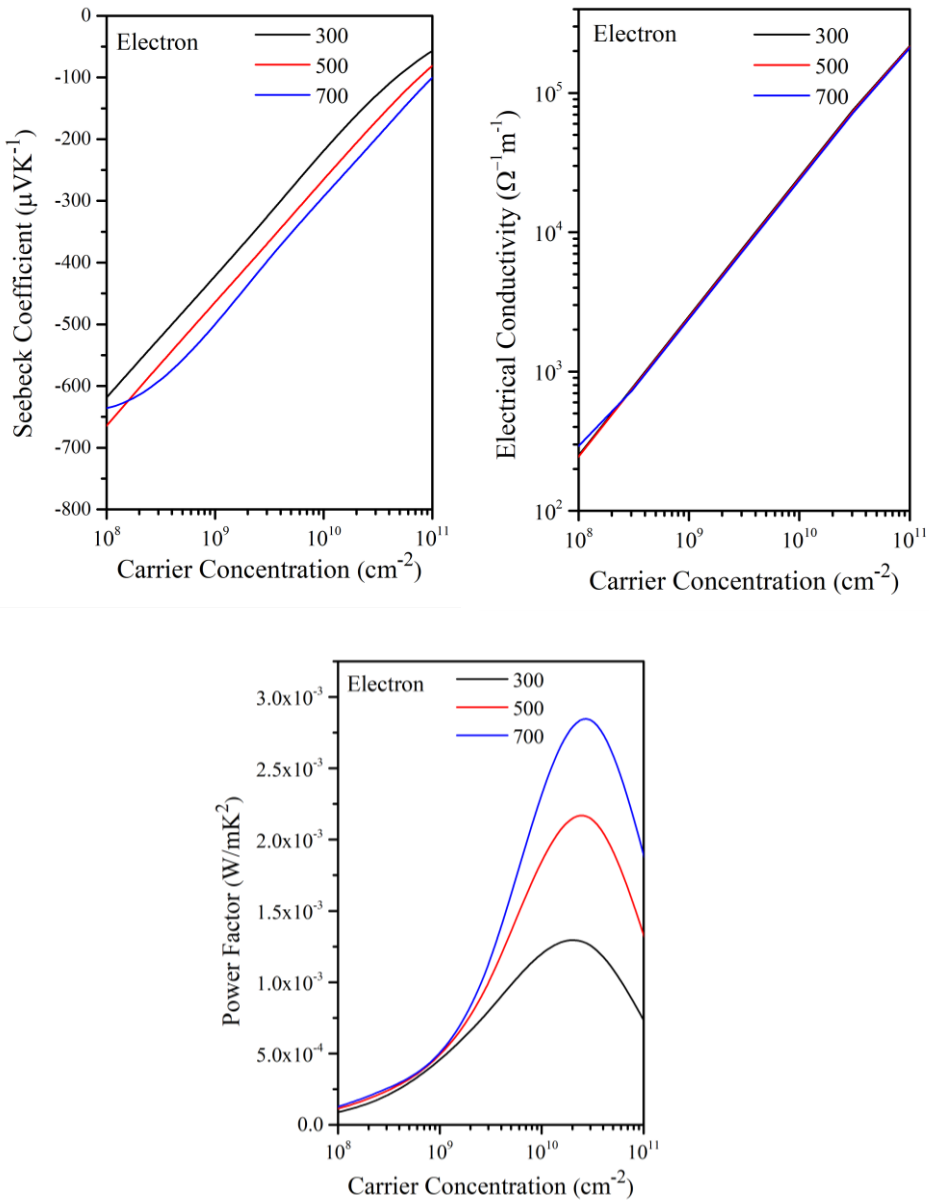 Electron
300
500
700
0
-100
-200
-300
-400
-500
-600
-700
-800
Seebeck Coefficient (μVK⁻¹)
10⁸
10⁹
10¹⁰
10¹¹
Carrier Concentration (cm⁻²)
Electron
300
500
700
10⁵
10⁴
10³
10²
Electrical Conductivity (Ω⁻¹m⁻¹)
10⁸
10⁹
10¹⁰
10¹¹
Carrier Concentration (cm⁻²)
Electron
300
500
700
3.0x10⁻³
2.5x10⁻³
2.0x10⁻³
1.5x10⁻³
1.0x10⁻³
5.0x10⁻⁴
0.0
Power Factor (W/mK²)
10⁸
10⁹
10¹⁰
10¹¹
Carrier Concentration (cm⁻²)